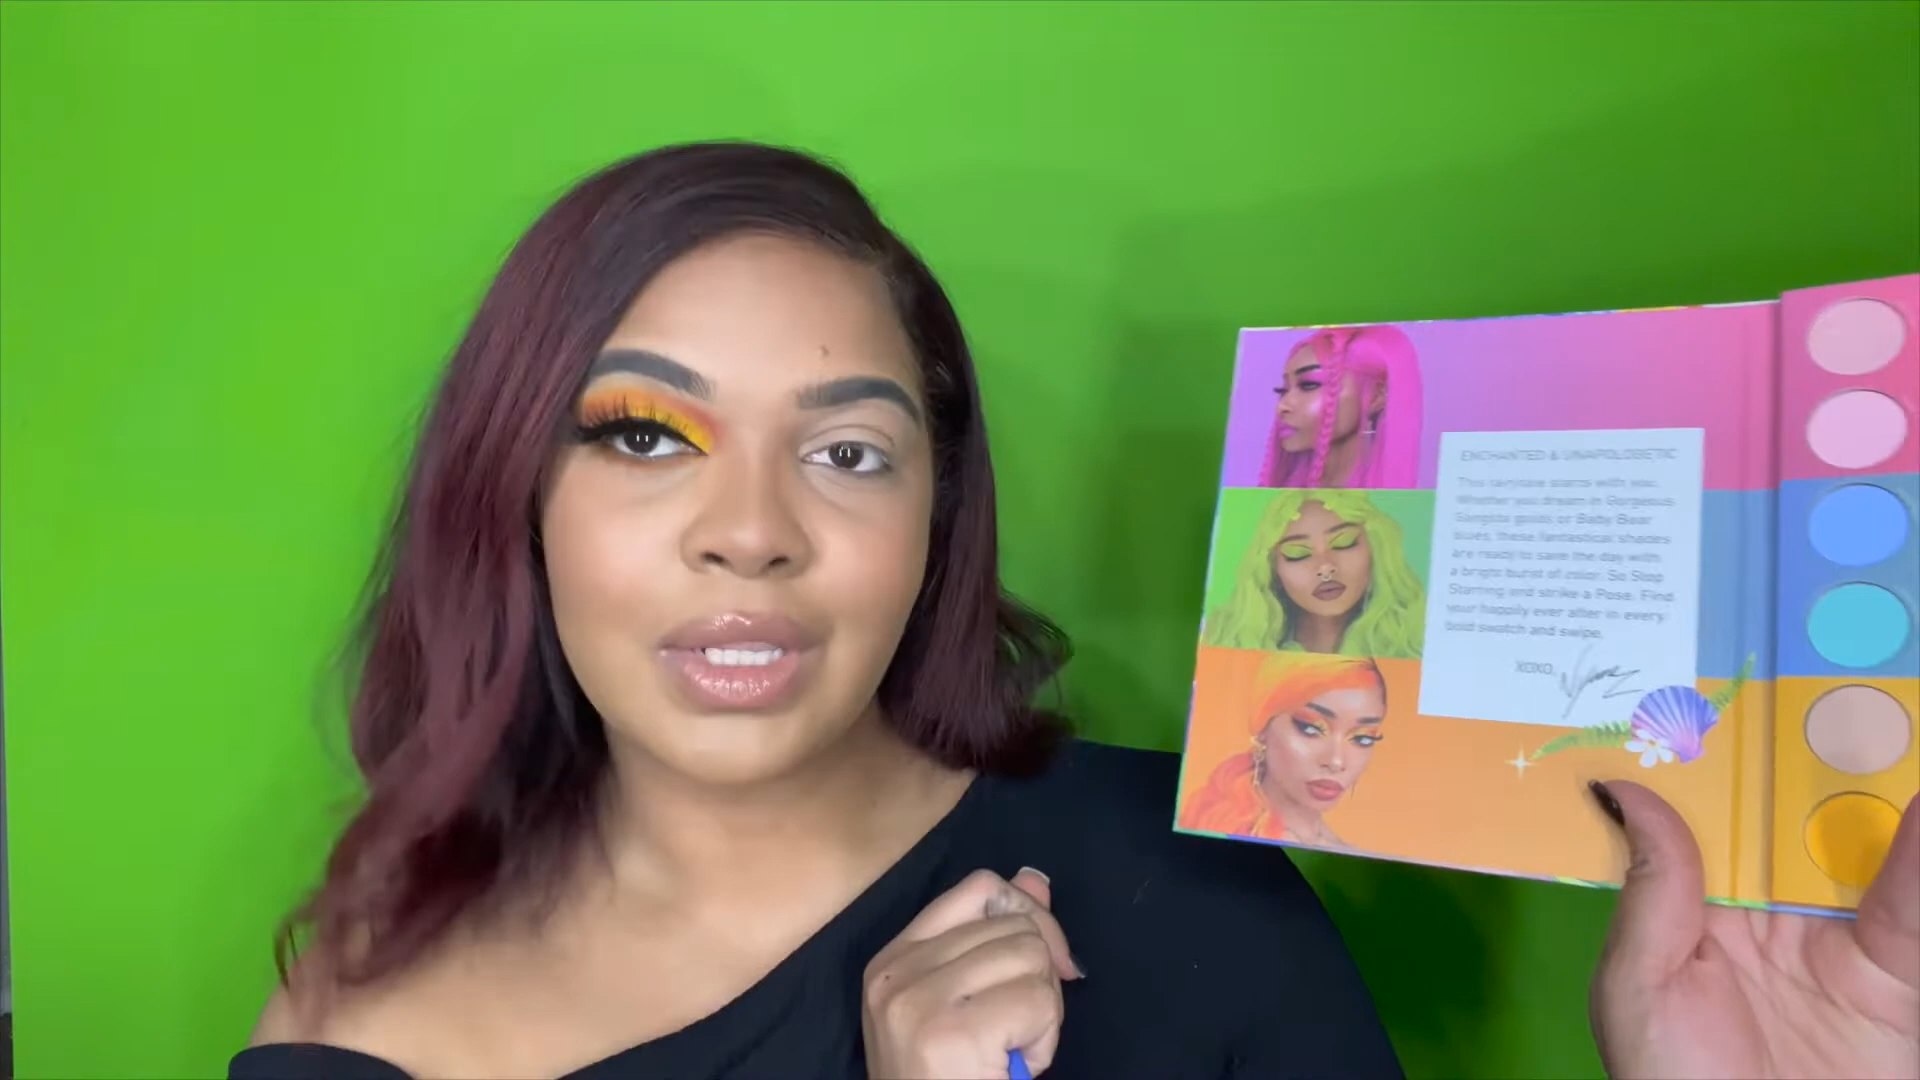 ENCHANTED & UNAPOLOGETIC
This fairytale starts with you.
Whether you dream in Gorgeous
Gangsta golds or Baby Bear
blues, these fantastical shades
are ready to save the day with
a bright burst of color. So Stop
Starring and strike a Pose. Find
your happily ever after in every
bold swatch and swipe.
XOXO,